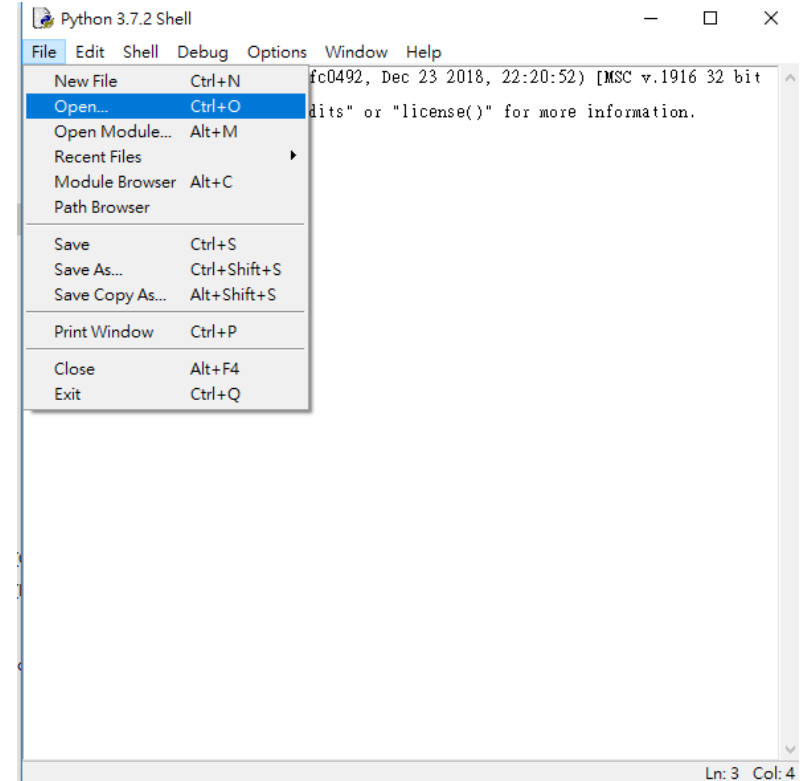 Python 3.7.2 Shell
File Edit Shell Debug Options Window Help
New File Ctrl+N
fc0492, Dec 23 2018, 22:20:52) [MSC v.1916 32 bit
Open... Ctrl+O
dits" or "license()" for more information.
Open Module... Alt+M
Recent Files
Module Browser Alt+C
Path Browser
Save Ctrl+S
Save As... Ctrl+Shift+S
Save Copy As... Alt+Shift+S
Print Window Ctrl+P
Close Alt+F4
Exit Ctrl+Q
Ln: 3 Col: 4